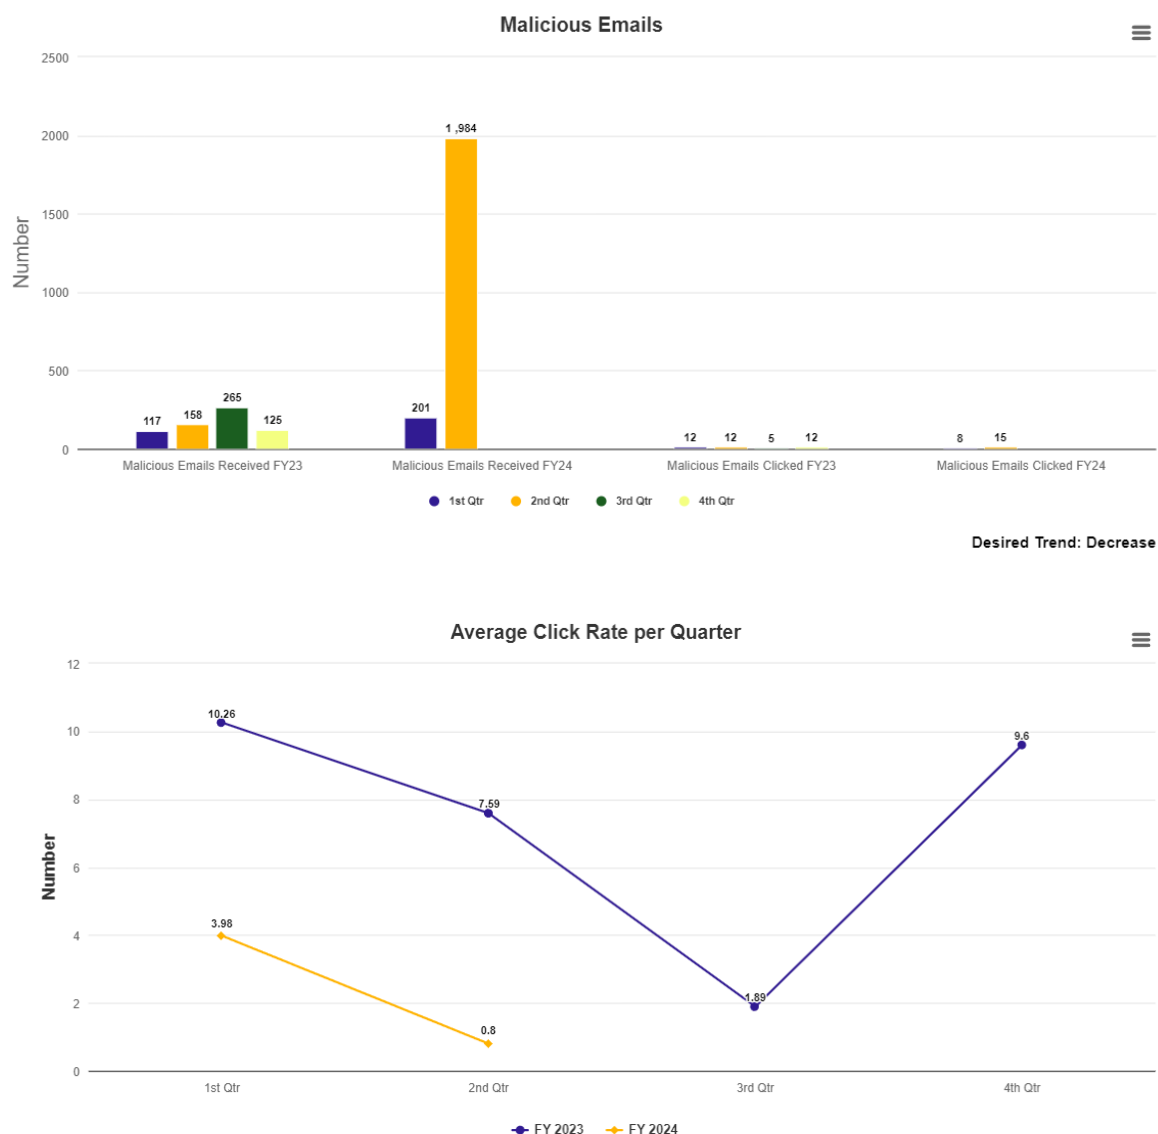 Malicious Emails
2500
2000
1500
1000
500
0
Number
117
158
265
125
201
1 ,984
12
12
5
12
8
15
Malicious Emails Received FY23
Malicious Emails Received FY24
Malicious Emails Clicked FY23
Malicious Emails Clicked FY24
1st Qtr 2nd Qtr 3rd Qtr 4th Qtr
Desired Trend: Decrease
Average Click Rate per Quarter
12
10
8
6
4
2
0
Number
10.26
7.59
1.89
9.6
3.98
0.8
1st Qtr
2nd Qtr
3rd Qtr
4th Qtr
FY 2023 FY 2024